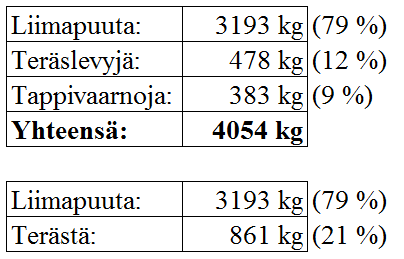 Liimapuuta: 3193 kg (79 %)
Teräslevyjä: 478 kg (12 %)
Tappivaarnoja: 383 kg (9 %)
Yhteensä: 4054 kg
Liimapuuta: 3193 kg (79 %)
Terästä: 861 kg (21 %)